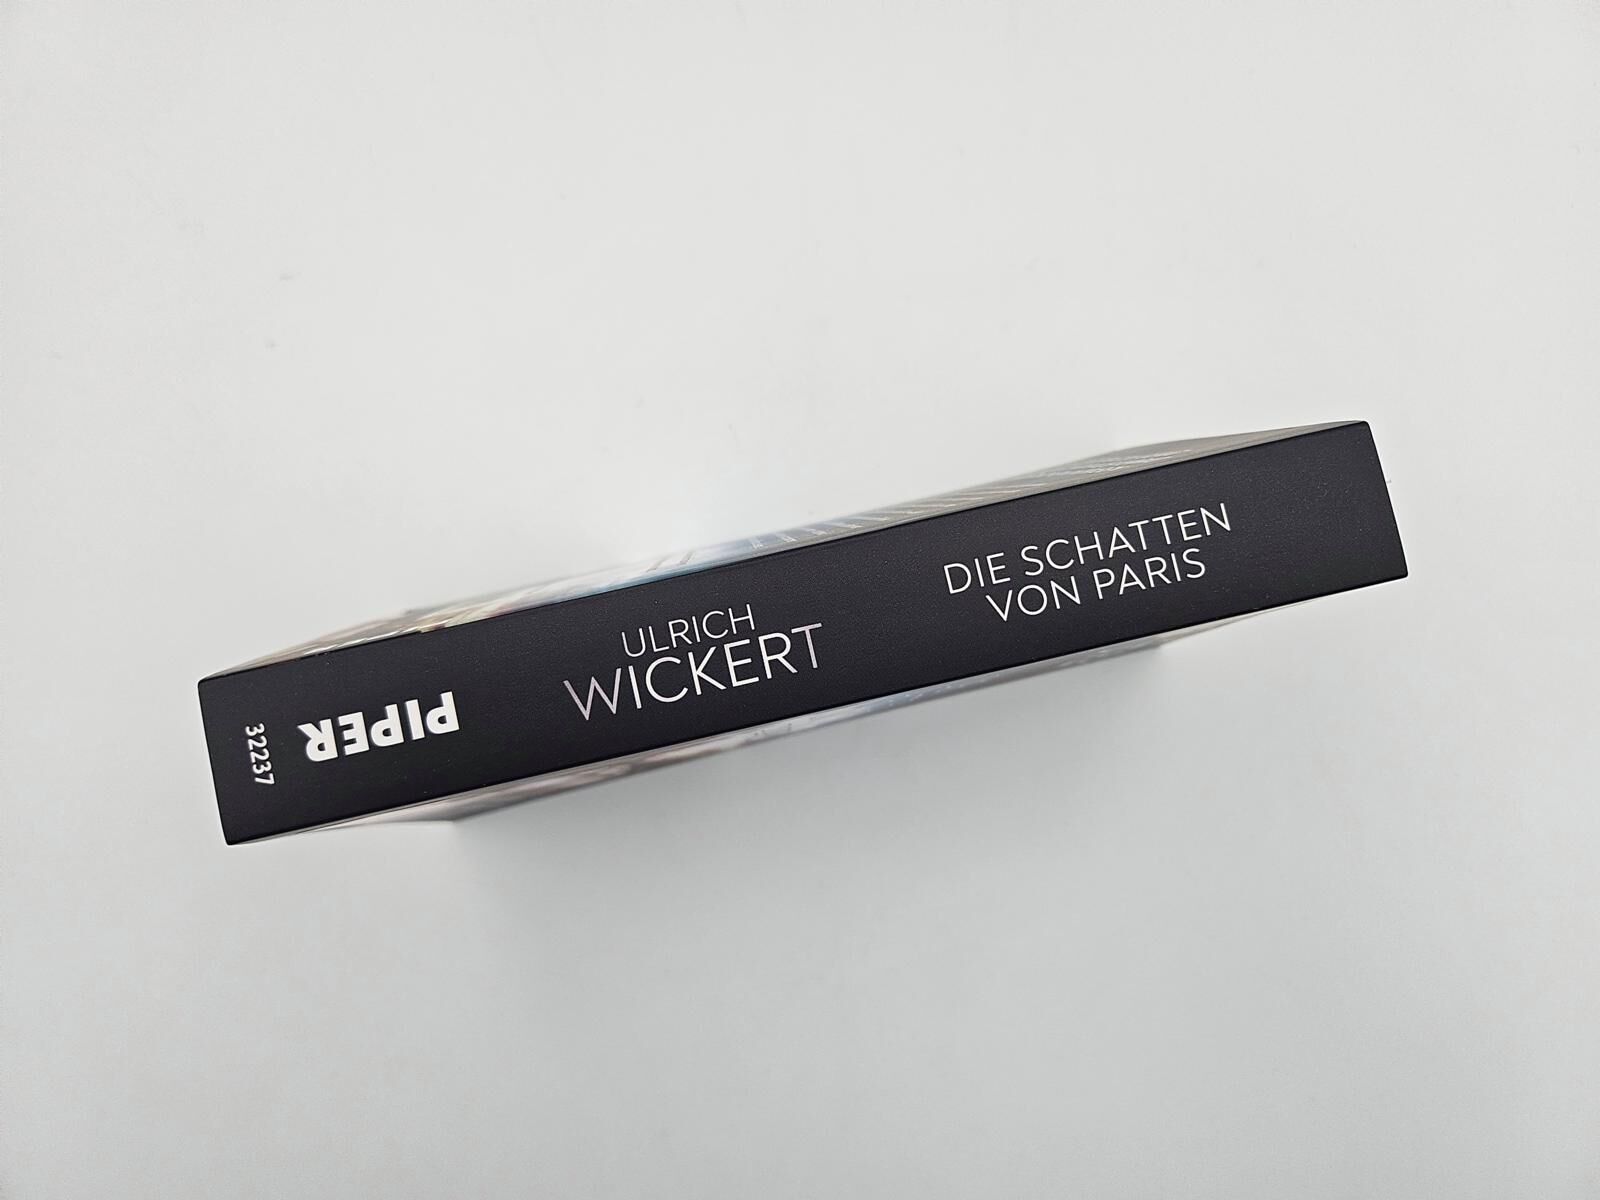 ULRICH
WICKERT
DIE SCHATTEN
VON PARIS
PIPER
32237